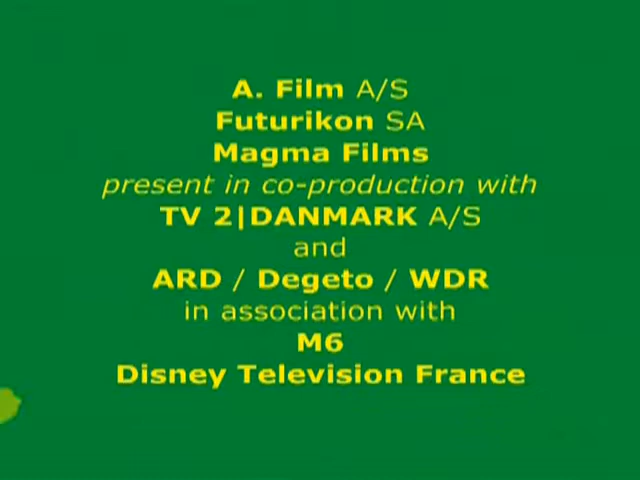 A. Film A/S
Futurikon SA
Magma Films
present in co-production with
TV 2|DANMARK A/S
and
ARD / Degeto / WDR
in association with
M6
Disney Television France